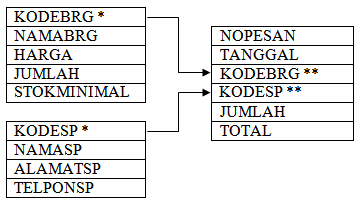 KODEBRG *
NAMABRG
HARGA
JUMLAH
STOKMINIMAL
KODESP *
NAMASP
ALAMATSP
TELPONSP
NOPESAN
TANGGAL
KODEBRG **
KODESP **
JUMLAH
TOTAL